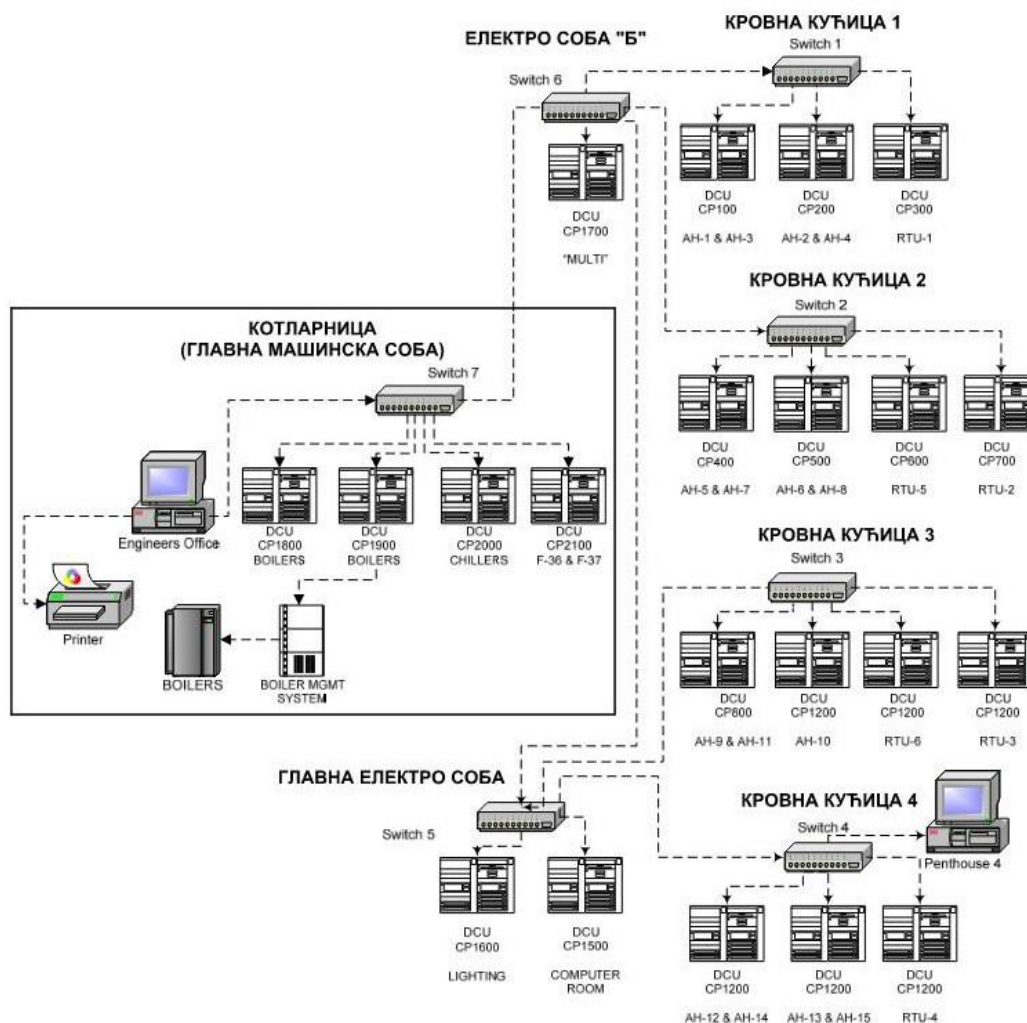 ЕЛЕКТРО СОБА "Б"
Switch 6
DCU
CP1700
"MULTI"
КРОВНА КУЋИЦА 1
Switch 1
DCU
CP100
AH-1 & AH-3
DCU
CP200
AH-2 & AH-4
DCU
CP300
RTU-1
КРОВНА КУЋИЦА 2
Switch 2
DCU
CP400
AH-5 & AH-7
DCU
CP500
AH-6 & AH-8
DCU
CP600
RTU-5
DCU
CP700
RTU-2
КОТЛАРНИЦА
(ГЛАВНА МАШИНСКА СОБА)
Switch 7
Engineers Office
Printer
DCU
CP1800
BOILERS
DCU
CP1900
BOILERS
DCU
CP2000
CHILLERS
DCU
CP2100
F-36 & F-37
BOILERS
BOILER MGMT
SYSTEM
КРОВНА КУЋИЦА 3
Switch 3
DCU
CP800
AH-9 & AH-11
DCU
CP1200
AH-10
DCU
CP1200
RTU-6
DCU
CP1200
RTU-3
ГЛАВНА ЕЛЕКТРО СОБА
Switch 5
DCU
CP1600
LIGHTING
DCU
CP1500
COMPUTER
ROOM
КРОВНА КУЋИЦА 4
Switch 4
Penthouse 4
DCU
CP1200
AH-12 & AH-14
DCU
CP1200
AH-13 & AH-15
DCU
CP1200
RTU-4